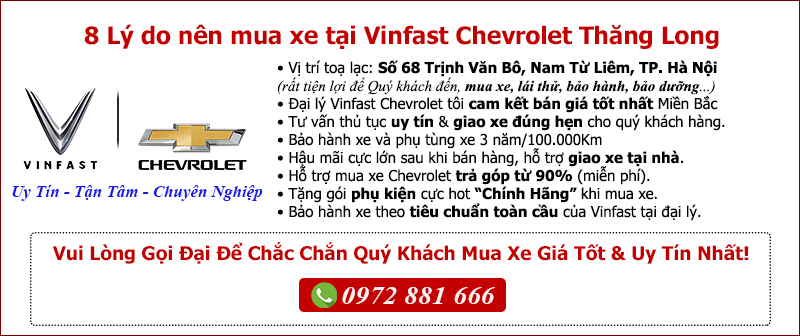 8 Lý do nên mua xe tại Vinfast Chevrolet Thăng Long
• Vị trí toạ lạc: Số 68 Trịnh Văn Bô, Nam Từ Liêm, TP. Hà Nội
(rất tiện lợi để Quý khách đến, mua xe, lái thử, bảo hành, bảo dưỡng...)
• Đại lý Vinfast Chevrolet tôi cam kết bán giá tốt nhất Miền Bắc
• Tư vấn thủ tục uy tín & giao xe đúng hẹn cho quý khách hàng.
• Bảo hành xe và phụ tùng xe 3 năm/100.000Km
• Hậu mãi cực lớn sau khi bán hàng, hỗ trợ giao xe tại nhà.
• Hỗ trợ mua xe Chevrolet trả góp từ 90% (miễn phí).
• Tặng gói phụ kiện cực hot “Chính Hãng” khi mua xe.
• Bảo hành xe theo tiêu chuẩn toàn cầu của Vinfast tại đại lý.
VINFAST
CHEVROLET
Uy Tín - Tận Tâm - Chuyên Nghiệp
Vui Lòng Gọi Đại Để Chắc Chắn Quý Khách Mua Xe Giá Tốt & Uy Tín Nhất!
0972 881 666